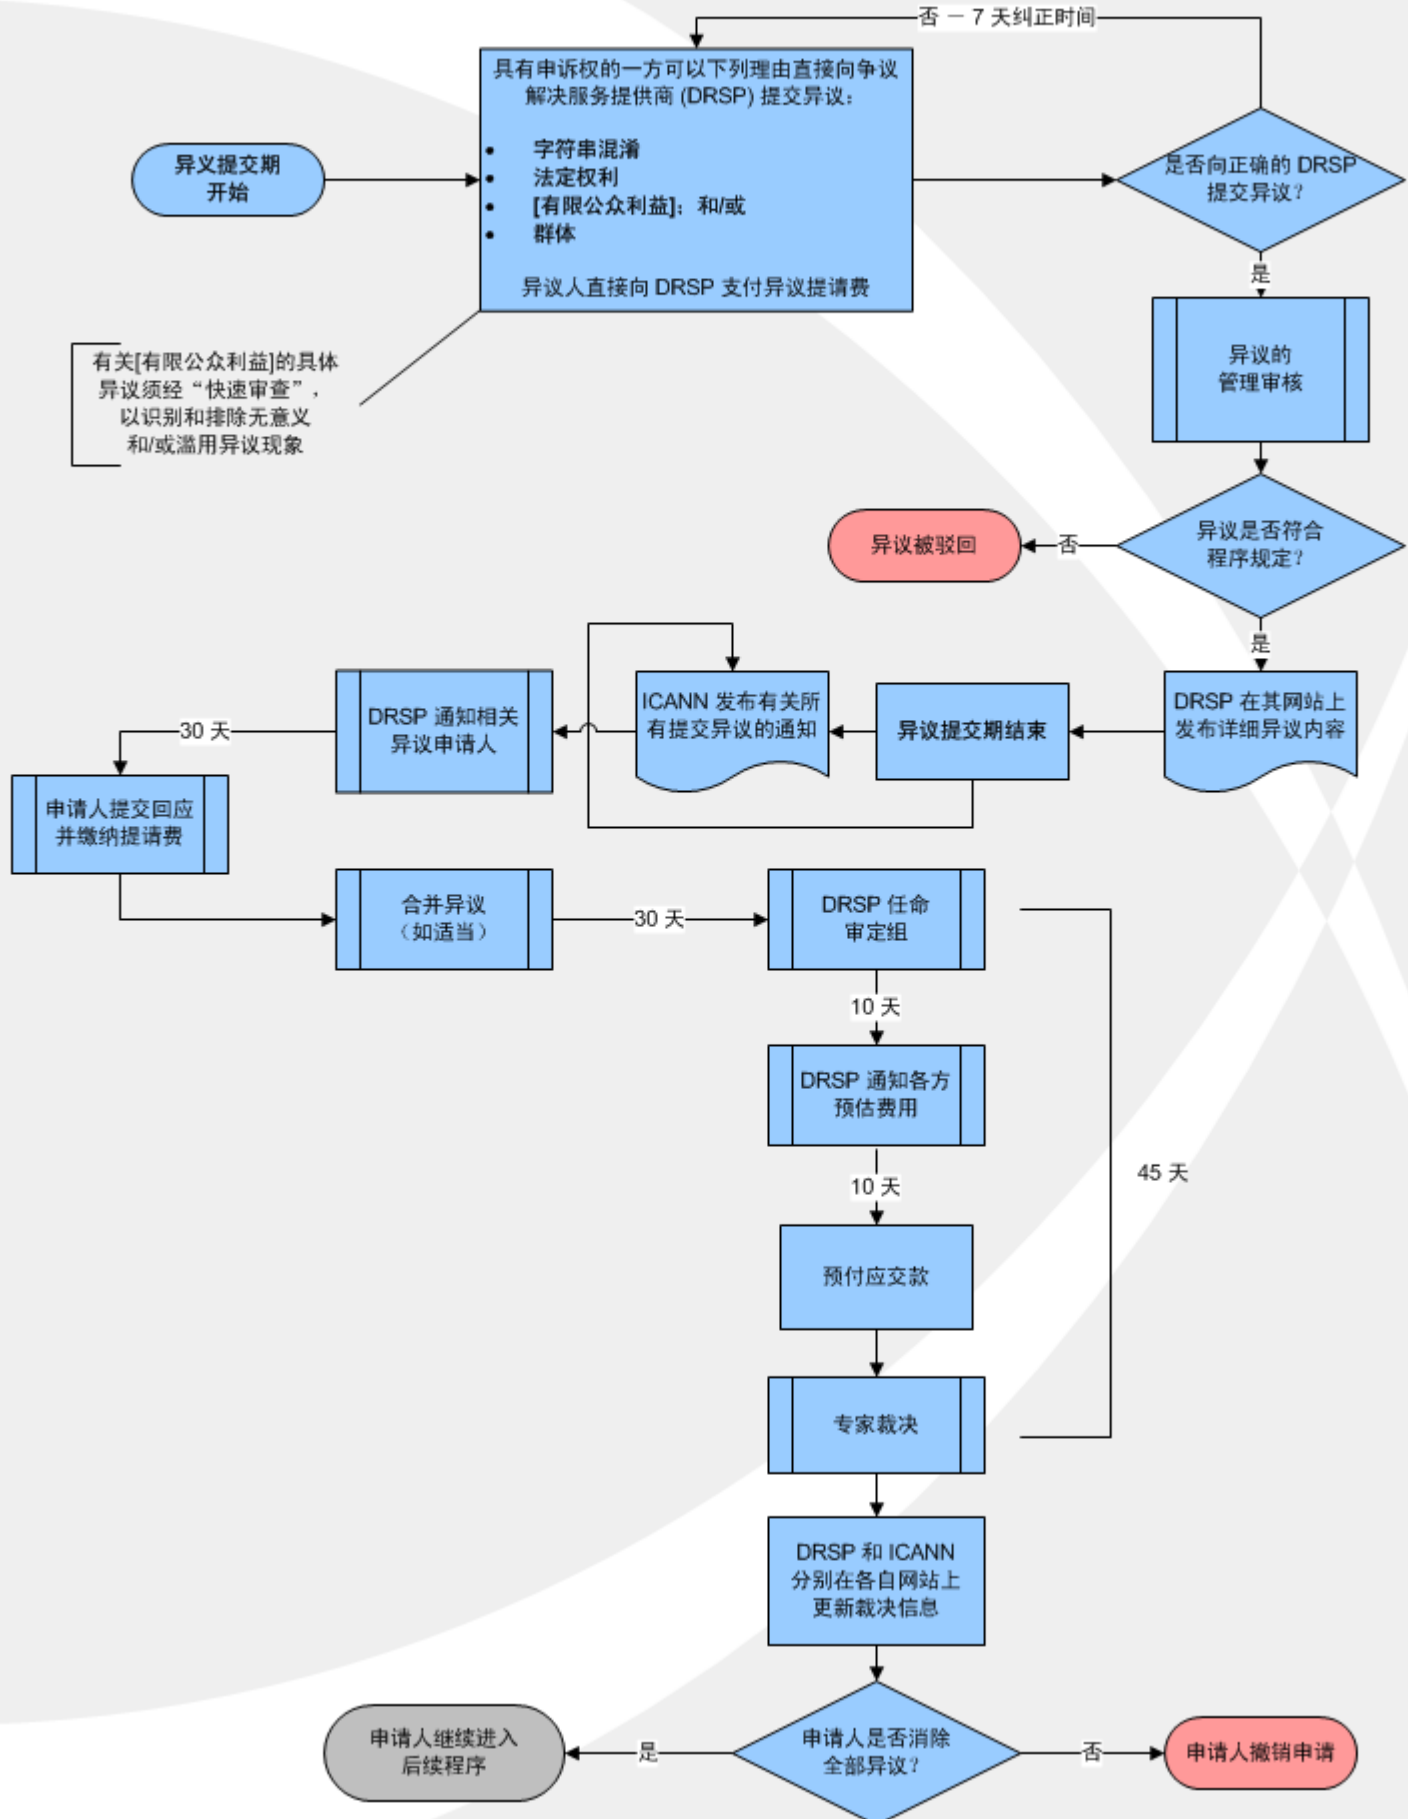 否 － 7 天纠正时间
具有申诉权的一方可以下列理由直接向争议
解决服务提供商 (DRSP) 提交异议：
• 字符串混淆
• 法定权利
• [有限公众利益]；和/或
• 群体
异议人直接向 DRSP 支付异议提请费
异义提交期
开始
是否向正确的 DRSP
提交异议？
是
有关[有限公众利益]的具体
异议须经“快速审查”，
以识别和排除无意义
和/或滥用异议现象
异议的
管理审核
异议是否符合
程序规定？
否
异议被驳回
是
DRSP 在其网站上
发布详细异议内容
异议提交期结束
ICANN 发布有关所
有提交异议的通知
DRSP 通知相关
异议申请人
30 天
申请人提交回应
并缴纳提请费
合并异议
（如适当）
30 天
DRSP 任命
审定组
10 天
DRSP 通知各方
预估费用
45 天
10 天
预付应交款
专家裁决
DRSP 和 ICANN
分别在各自网站上
更新裁决信息
申请人是否消除
全部异议？
是
申请人继续进入
后续程序
否
申请人撤销申请